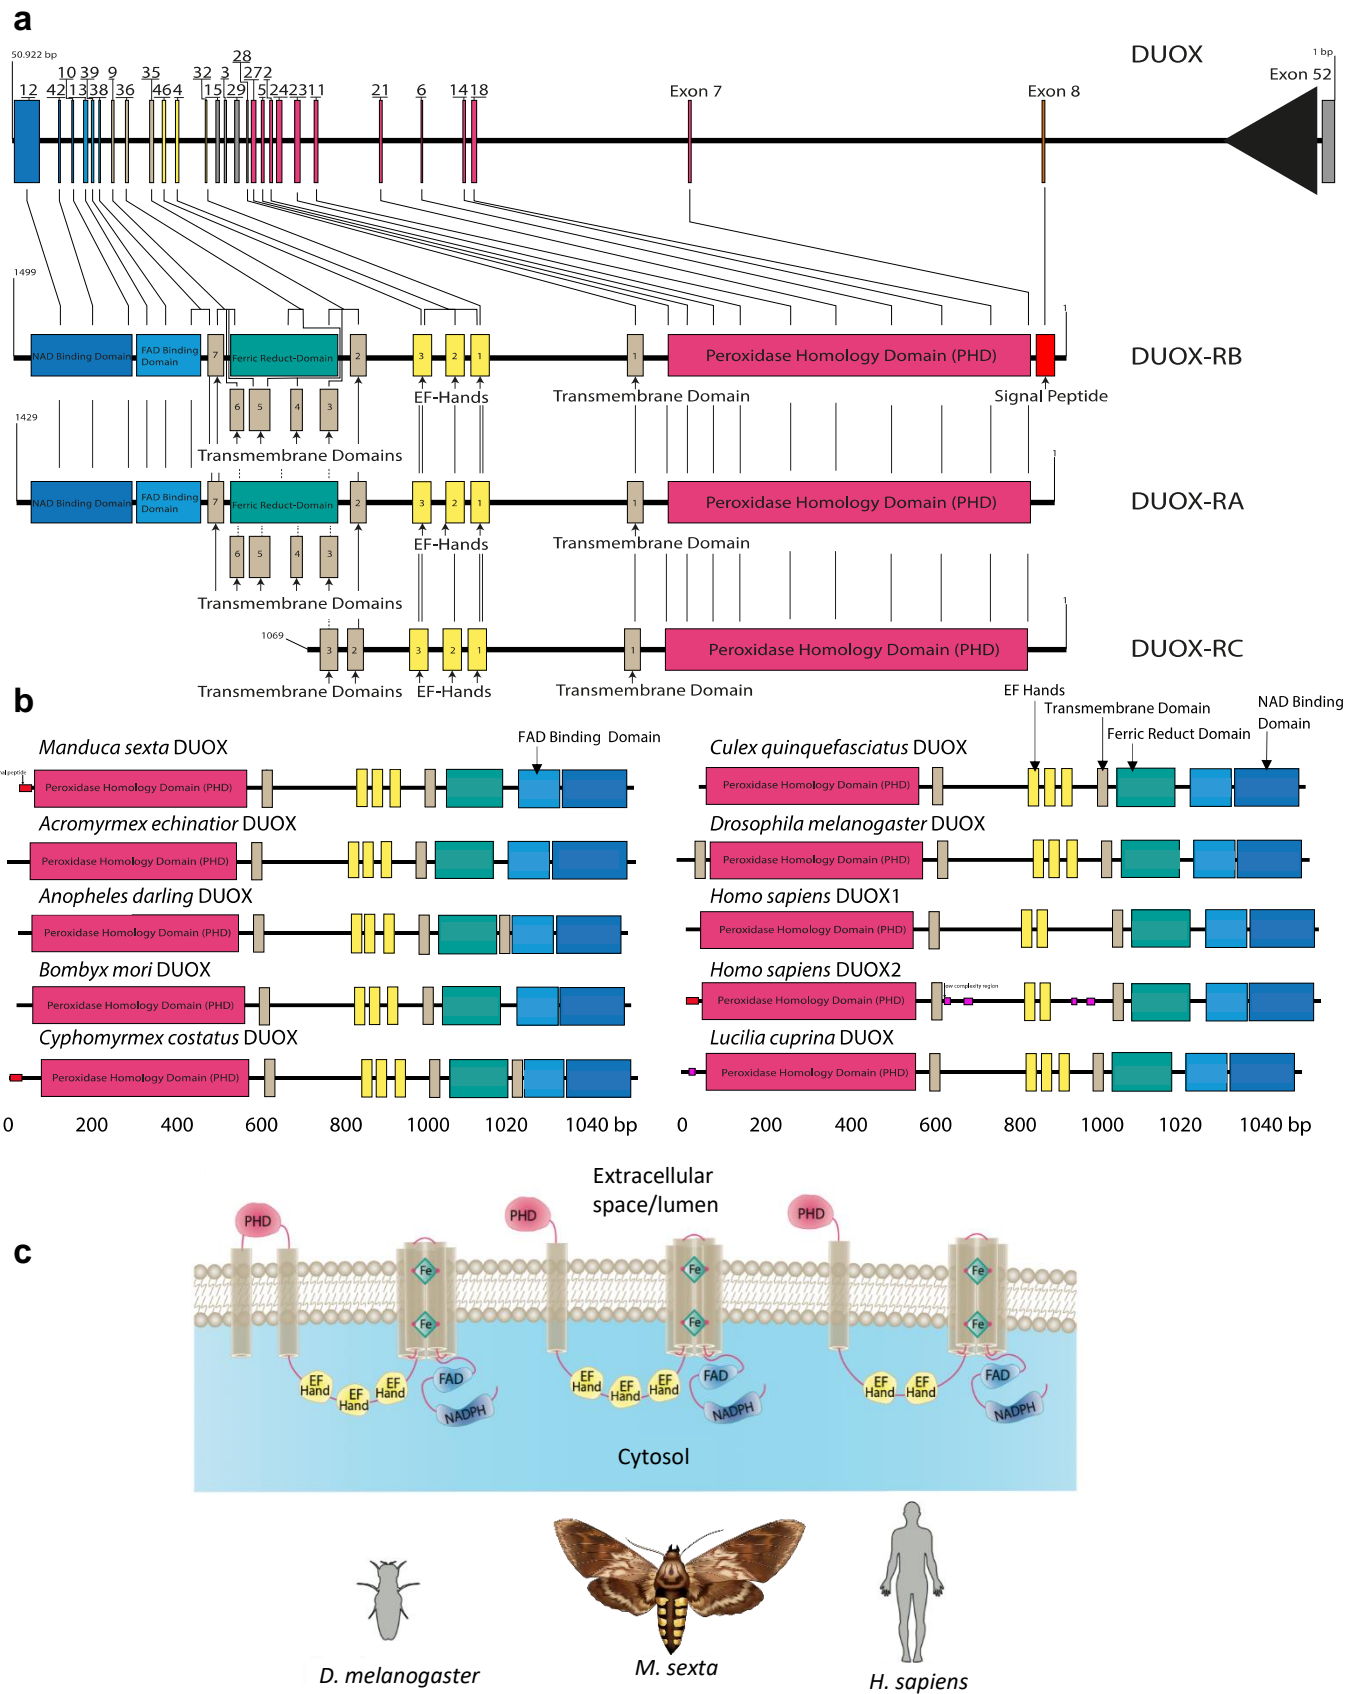 a
50.922 bp
DUOX
1 bp
Exon 52
28
10 39 9 35 32 3 27 2
12 42 13 38 36 46 4 15 29 5 24 23 11 21 6 14 18 Exon 7 Exon 8
1499
1
NAD Binding Domain
FAD Binding
Domain
7
Ferric Reduct-Domain
2
3
2
1
1
Peroxidase Homology Domain (PHD)
DUOX-RB
6 5 4 3
EF-Hands
Transmembrane Domain
Signal Peptide
Transmembrane Domains
1429
1
NAD Binding Domain
FAD Binding
Domain
7
Ferric Reduct-Domain
2
3
2
1
1
Peroxidase Homology Domain (PHD)
DUOX-RA
6 5 4 3
EF-Hands
Transmembrane Domain
Transmembrane Domains
1069
1
3 2 3 2 1 1
Peroxidase Homology Domain (PHD)
DUOX-RC
Transmembrane Domains
EF-Hands
Transmembrane Domain
b
Manduca sexta DUOX
FAD Binding Domain
nal peptide
Peroxidase Homology Domain (PHD)
Acromyrmex echinatior DUOX
Peroxidase Homology Domain (PHD)
Anopheles darling DUOX
Peroxidase Homology Domain (PHD)
Bombyx mori DUOX
Peroxidase Homology Domain (PHD)
Cyphomyrmex costatus DUOX
Peroxidase Homology Domain (PHD)
0 200 400 600 800 1000 1020 1040 bp
EF Hands
Transmembrane Domain
Ferric Reduct Domain
NAD Binding
Domain
Culex quinquefasciatus DUOX
Peroxidase Homology Domain (PHD)
Drosophila melanogaster DUOX
Peroxidase Homology Domain (PHD)
Homo sapiens DUOX1
Peroxidase Homology Domain (PHD)
Homo sapiens DUOX2
low complexity region
Peroxidase Homology Domain (PHD)
Lucilia cuprina DUOX
Peroxidase Homology Domain (PHD)
0 200 400 600 800 1000 1020 1040 bp
c
Extracellular
space/lumen
PHD
Fe
Fe
EF
Hand
EF
Hand
EF
Hand
FAD
NADPH
PHD
Fe
Fe
EF
Hand
EF
Hand
EF
Hand
FAD
NADPH
PHD
Fe
Fe
EF
Hand
EF
Hand
FAD
NADPH
Cytosol
D. melanogaster
M. sexta
H. sapiens